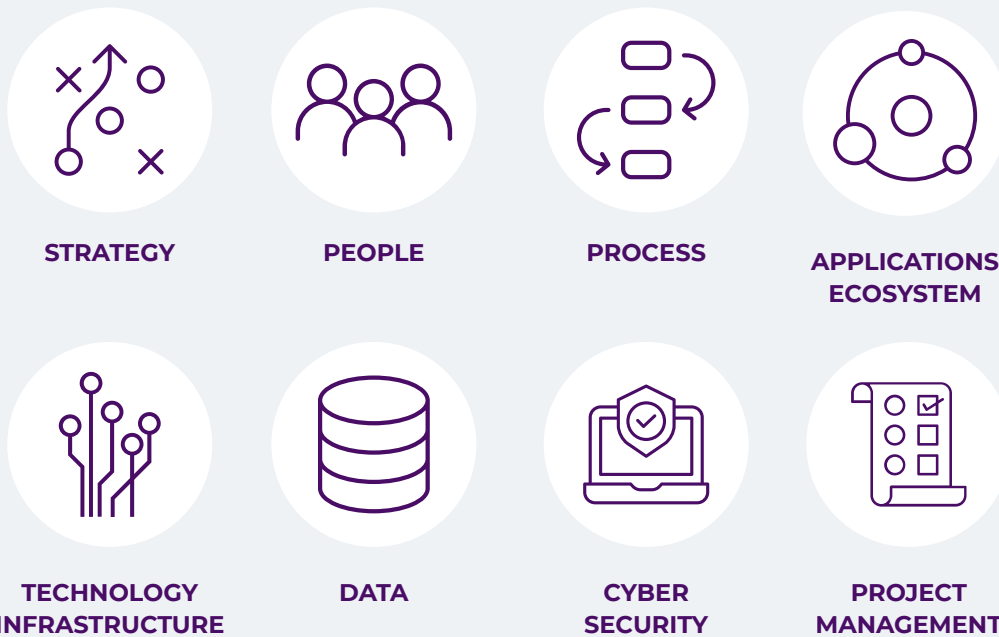 STRATEGY
PEOPLE
PROCESS
APPLICATIONS
ECOSYSTEM
TECHNOLOGY
INFRASTRUCTURE
DATA
CYBER
SECURITY
PROJECT
MANAGEMENT